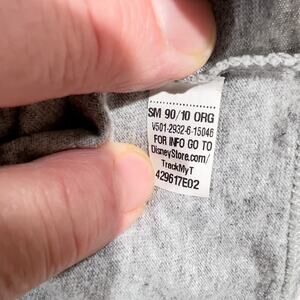 SM 90/10 ORG
V501-2932-6-15046
FOR INFO GO TO
DisneyStore.com/
TrackMyT
429617E02